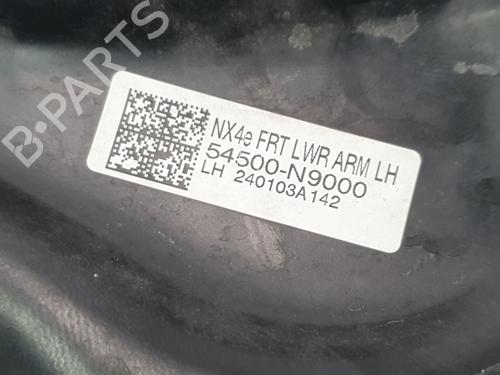 B-PARTS
NX4e FRT LWR ARM LH
54500-N9000
LH 240103A142